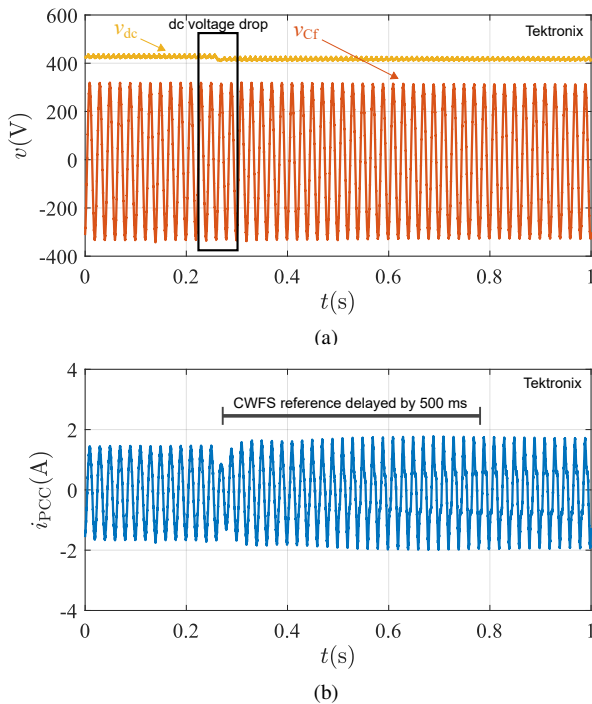 600
dc voltage drop
v_dc
v_Cf
Tektronix
400
200
v(V)
0
-200
-400
0
0.2
0.4
0.6
0.8
1
t(s)
(a)
4
Tektronix
CWFS reference delayed by 500 ms
2
i_PCC(A)
0
-2
-4
0
0.2
0.4
0.6
0.8
1
t(s)
(b)